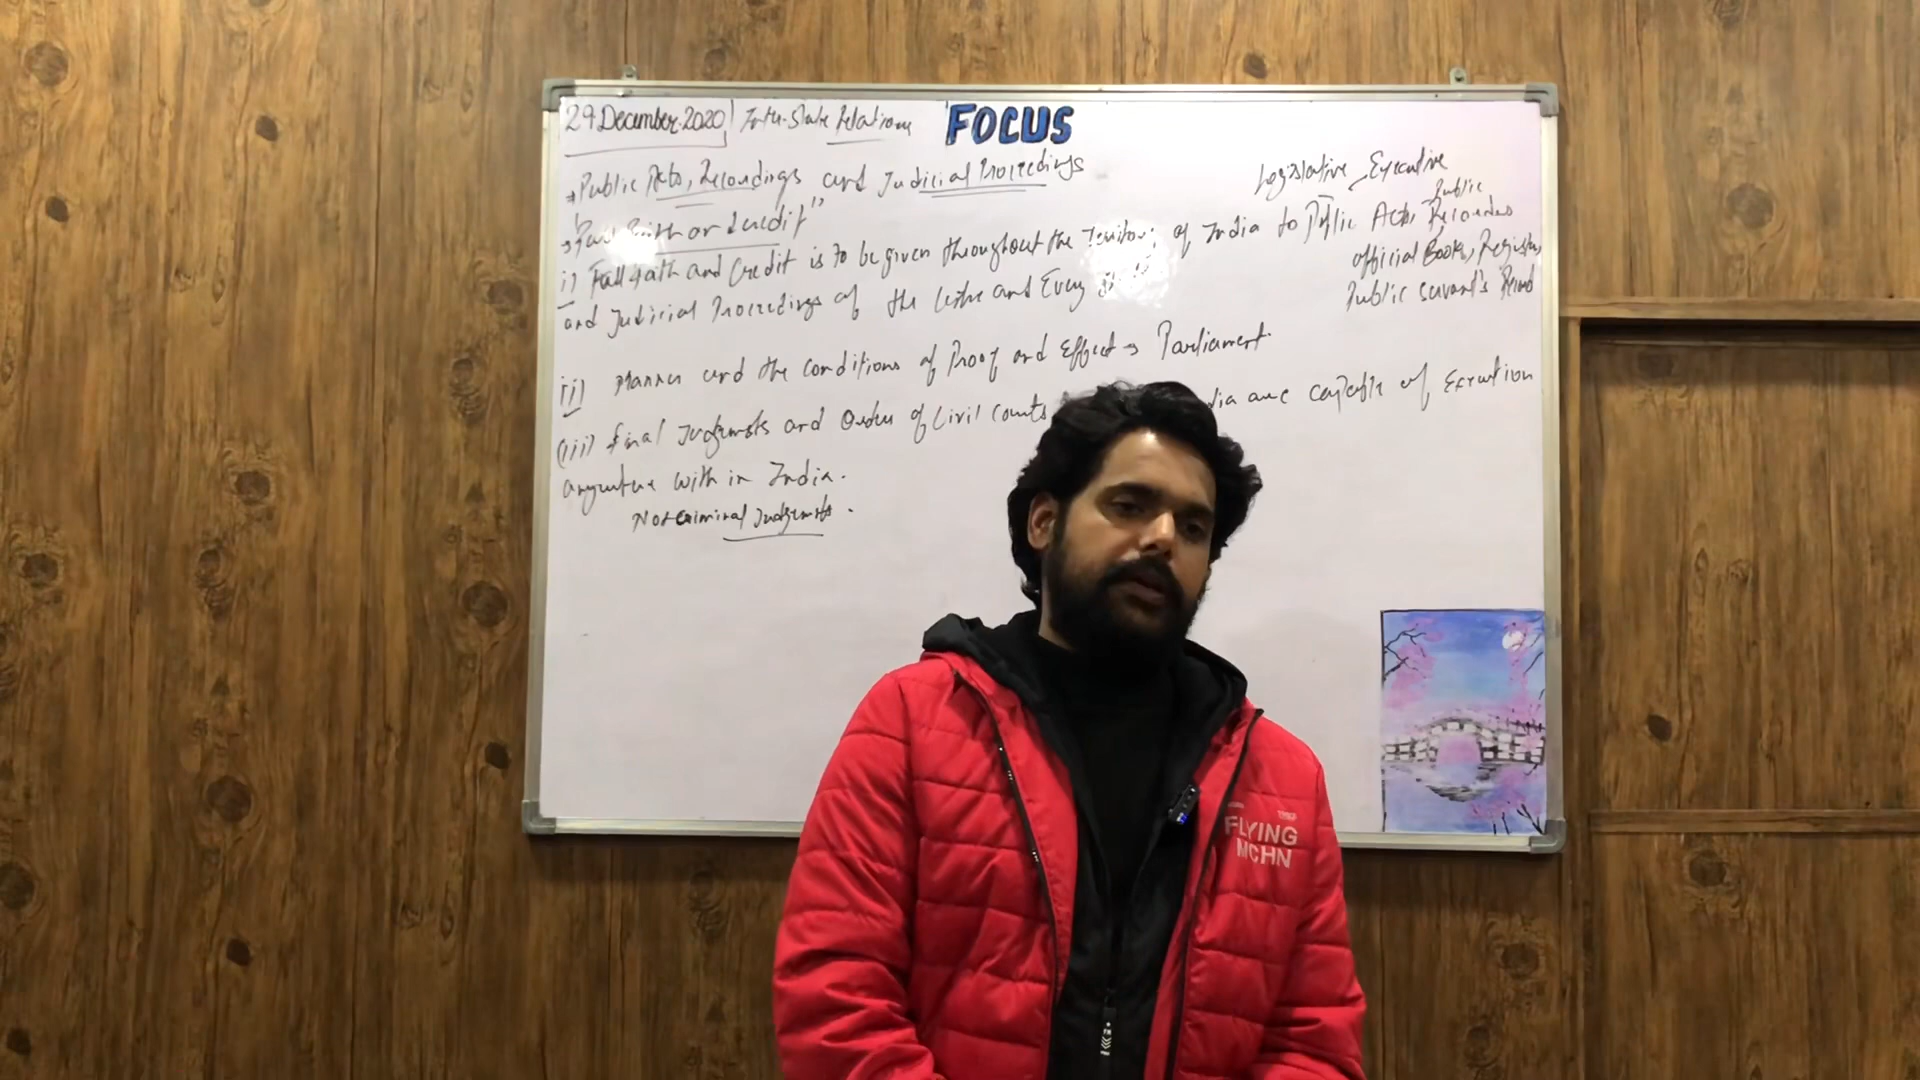 29 December-2020 Inter-State Relations FOCUS
→ Public Acts, Recordings and Judicial Proceedings
Legislative, Executive
→ "Full Faith or Credit"
Public
i) Full Faith and Credit is to be given throughout the Territory of India to Public Acts, Records
official Books, Register,
and Judicial Proceedings of the Centre and Every
Public Servant's Record
ii) Manner and the conditions of Proof and Effect → Parliament.
(iii) Final Judgements and Orders of Civil Courts dia are capable of Execution
anywhere with in India.
Not Criminal Judgements.
FLYING
MCHN